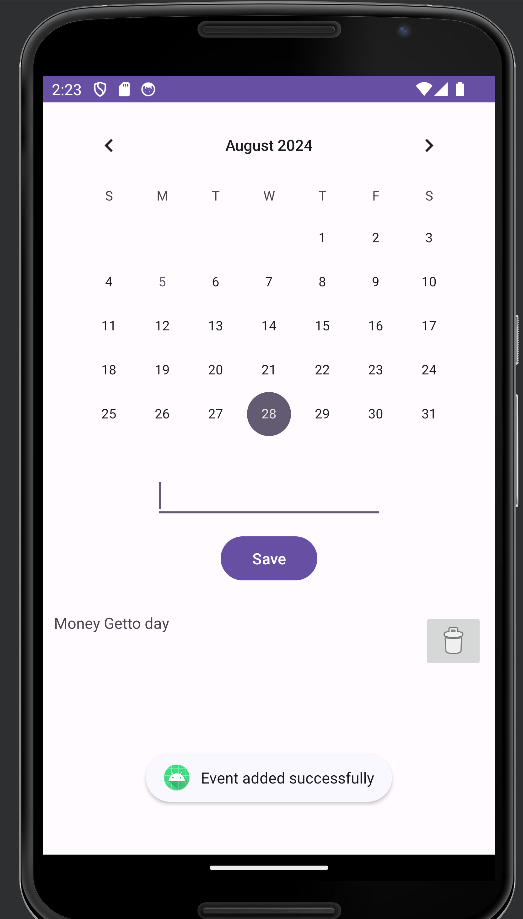 2:23
August 2024
S M T W T F S
1 2 3
4 5 6 7 8 9 10
11 12 13 14 15 16 17
18 19 20 21 22 23 24
25 26 27 28 29 30 31
Save
Money Getto day
Event added successfully